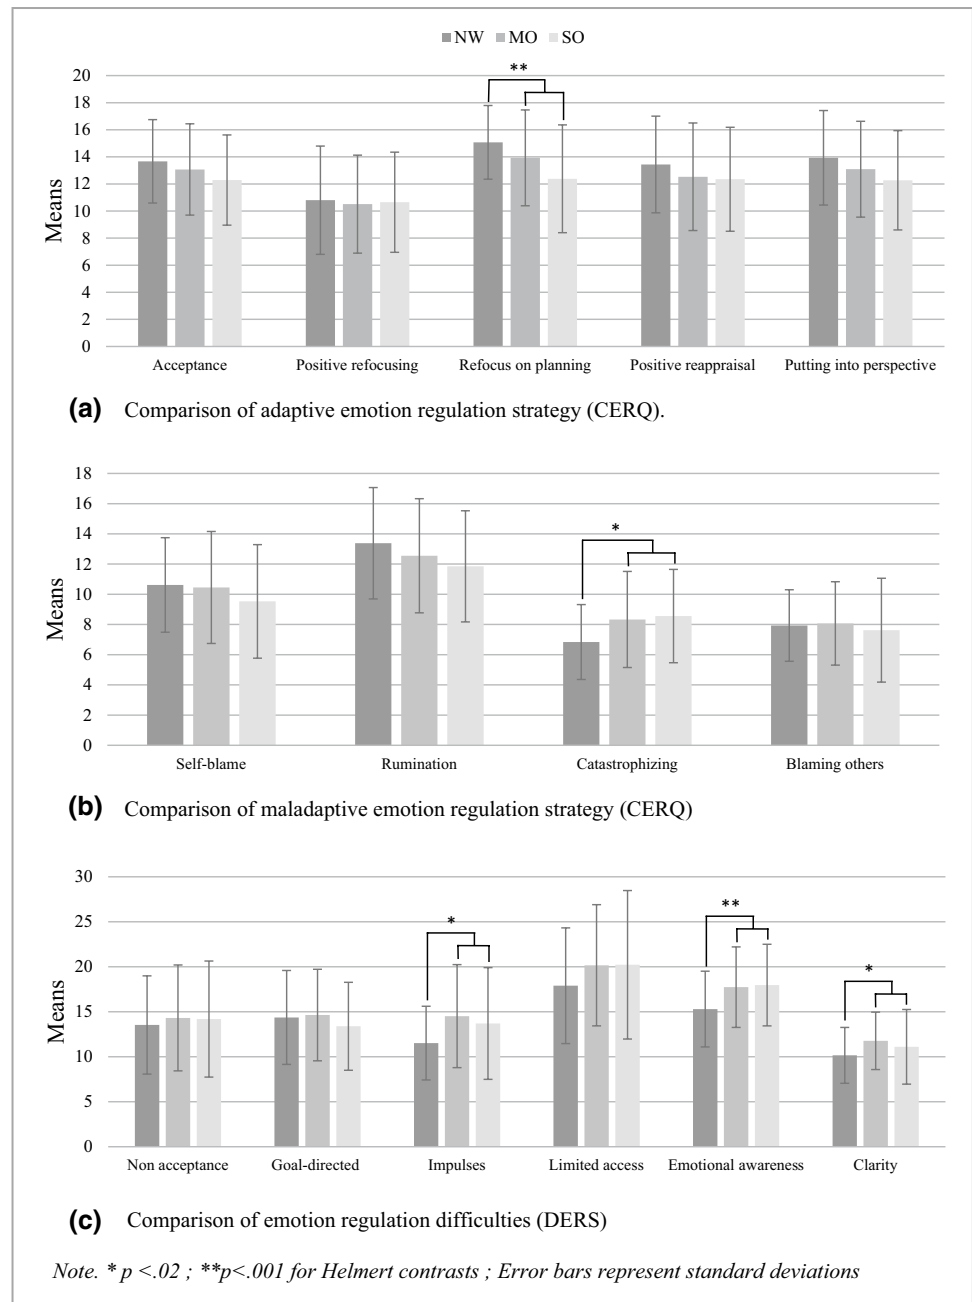 NW MO SO
**
20
18
16
14
12
10
8
6
4
2
0
Means
Acceptance Positive refocusing Refocus on planning Positive reappraisal Putting into perspective
(a) Comparison of adaptive emotion regulation strategy (CERQ).
18
16
14
12
10
8
6
4
2
0
Means
*
Self-blame Rumination Catastrophizing Blaming others
(b) Comparison of maladaptive emotion regulation strategy (CERQ)
30
25
20
15
10
5
0
Means
* ** *
Non acceptance Goal-directed Impulses Limited access Emotional awareness Clarity
(c) Comparison of emotion regulation difficulties (DERS)
Note. * p <.02 ; **p<.001 for Helmert contrasts ; Error bars represent standard deviations